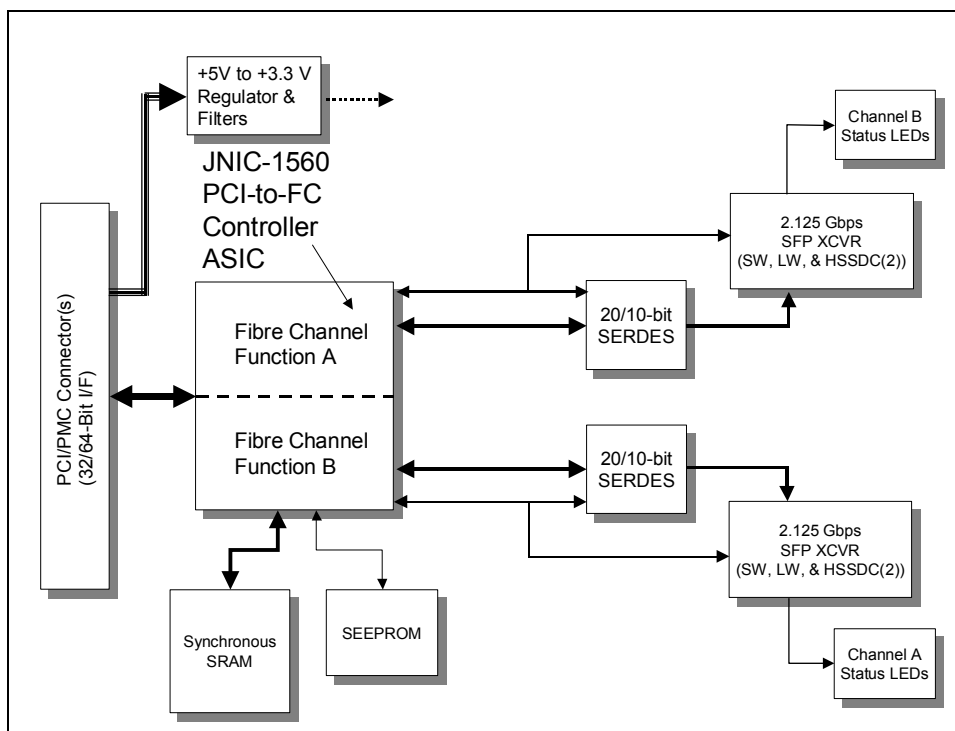 +5V to +3.3 V
Regulator &
Filters
JNIC-1560
PCI-to-FC
Controller
ASIC
PCI/PMC Connector(s)
(32/64-Bit I/F)
Fibre Channel
Function A
Fibre Channel
Function B
Synchronous
SRAM
SEEPROM
20/10-bit
SERDES
20/10-bit
SERDES
Channel B
Status LEDs
2.125 Gbps
SFP XCVR
(SW, LW, & HSSDC(2))
2.125 Gbps
SFP XCVR
(SW, LW, & HSSDC(2))
Channel A
Status LEDs